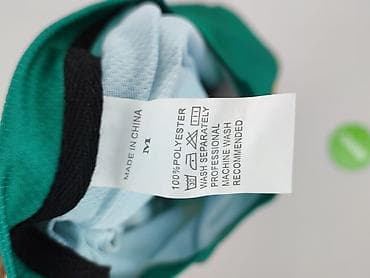 MADE IN CHINA
M
100%POLYESTER
WASH SEPARATELY
PROFESSIONAL
MACHINE WASH
RECOMMENDED